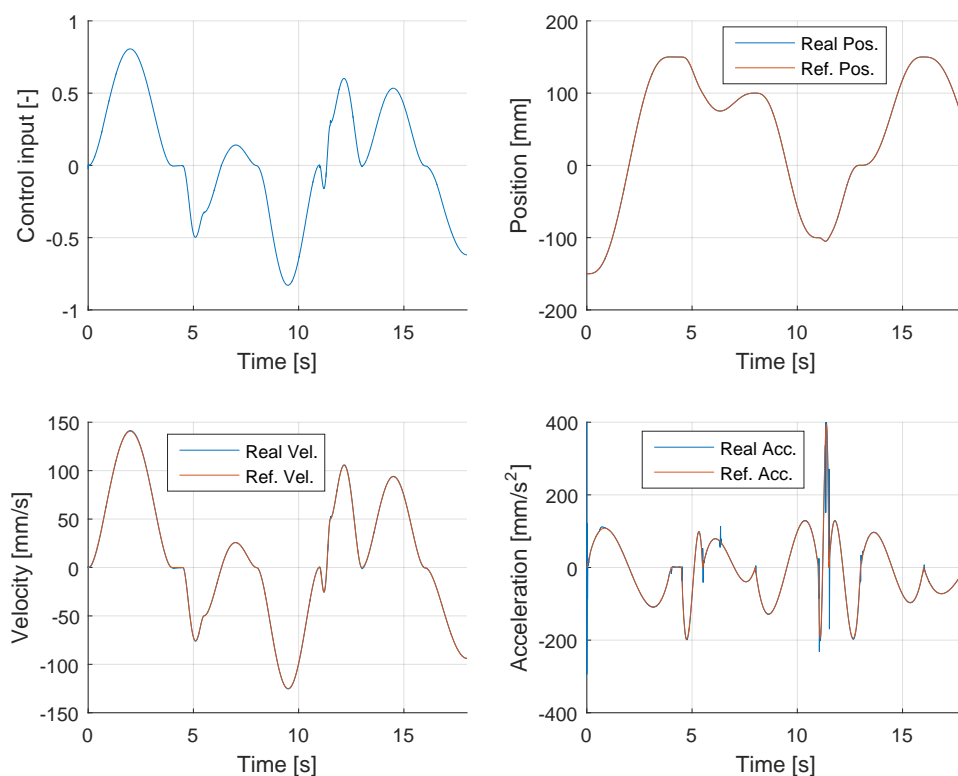 Control input [-]
1
0.5
0
-0.5
-1
0 5 10 15
Time [s]
Position [mm]
200
100
0
-100
-200
Real Pos.
Ref. Pos.
0 5 10 15
Time [s]
Velocity [mm/s]
150
100
50
0
-50
-100
-150
Real Vel.
Ref. Vel.
0 5 10 15
Time [s]
Acceleration [mm/s²]
400
200
0
-200
-400
Real Acc.
Ref. Acc.
0 5 10 15
Time [s]